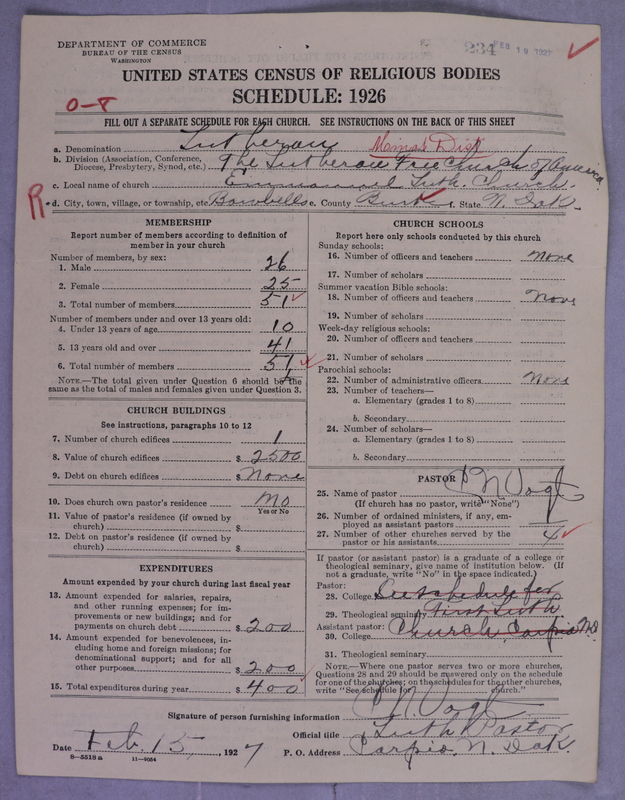 DEPARTMENT OF COMMERCE
BUREAU OF THE CENSUS
WASHINGTON
234 FEB 19 1927
UNITED STATES CENSUS OF RELIGIOUS BODIES
SCHEDULE: 1926
0-8
FILL OUT A SEPARATE SCHEDULE FOR EACH CHURCH. SEE INSTRUCTIONS ON THE BACK OF THIS SHEET
a. Denomination Lutheran Dist
b. Division (Association, Conference, Diocese, Presbytery, Synod, etc.) The Lutheran Free Church of America
c. Local name of church Emmanuel Luth. Church.
R d. City, town, village, or township, etc. Bowbells e. County Burke f. State N. Dak.
MEMBERSHIP
Report number of members according to definition of
member in your church
Number of members, by sex:
1. Male 26
2. Female 25
3. Total number of members 51
Number of members under and over 13 years old:
4. Under 13 years of age 10
5. 13 years old and over 41
6. Total number of members 51
NOTE.—The total given under Question 6 should be the
same as the total of males and females given under Question 3.
CHURCH BUILDINGS
See instructions, paragraphs 10 to 12
7. Number of church edifices 1
8. Value of church edifices $ 2500
9. Debt on church edifices $ None
10. Does church own pastor's residence No
Yes or No
11. Value of pastor's residence (if owned by
church) $
12. Debt on pastor's residence (if owned by
church) $
EXPENDITURES
Amount expended by your church during last fiscal year
13. Amount expended for salaries, repairs,
and other running expenses; for im-
provements or new buildings; and for
payments on church debt $ 200
14. Amount expended for benevolences, in-
cluding home and foreign missions; for
denominational support; and for all
other purposes $ 200
15. Total expenditures during year $ 400
CHURCH SCHOOLS
Report here only schools conducted by this church
Sunday schools:
16. Number of officers and teachers None
17. Number of scholars
Summer vacation Bible schools:
18. Number of officers and teachers None
19. Number of scholars
Week-day religious schools:
20. Number of officers and teachers
21. Number of scholars
Parochial schools:
22. Number of administrative officers None
23. Number of teachers—
a. Elementary (grades 1 to 8)
b. Secondary
24. Number of scholars—
a. Elementary (grades 1 to 8)
b. Secondary
PASTOR
25. Name of pastor P N Vogt
(If church has no pastor, write "None")
26. Number of ordained ministers, if any, em-
ployed as assistant pastors
27. Number of other churches served by the
pastor or his assistants 4
If pastor (or assistant pastor) is a graduate of a college or
theological seminary, give name of institution below. (If
not a graduate, write "No" in the space indicated.)
Pastor:
28. College See schedule for
29. Theological seminary First Luth
Assistant pastor: Church. Carpio N.D.
30. College
31. Theological seminary
NOTE.—Where one pastor serves two or more churches,
Questions 28 and 29 should be answered only on the schedule
for one of the churches; on the schedules for the other churches,
write "See schedule for church."
Signature of person furnishing information P N. Vogt
Official title Luth Pastor
Date Feb. 15, 1927 P. O. Address Carpio N. Dak.
8—5518 a 11—9054